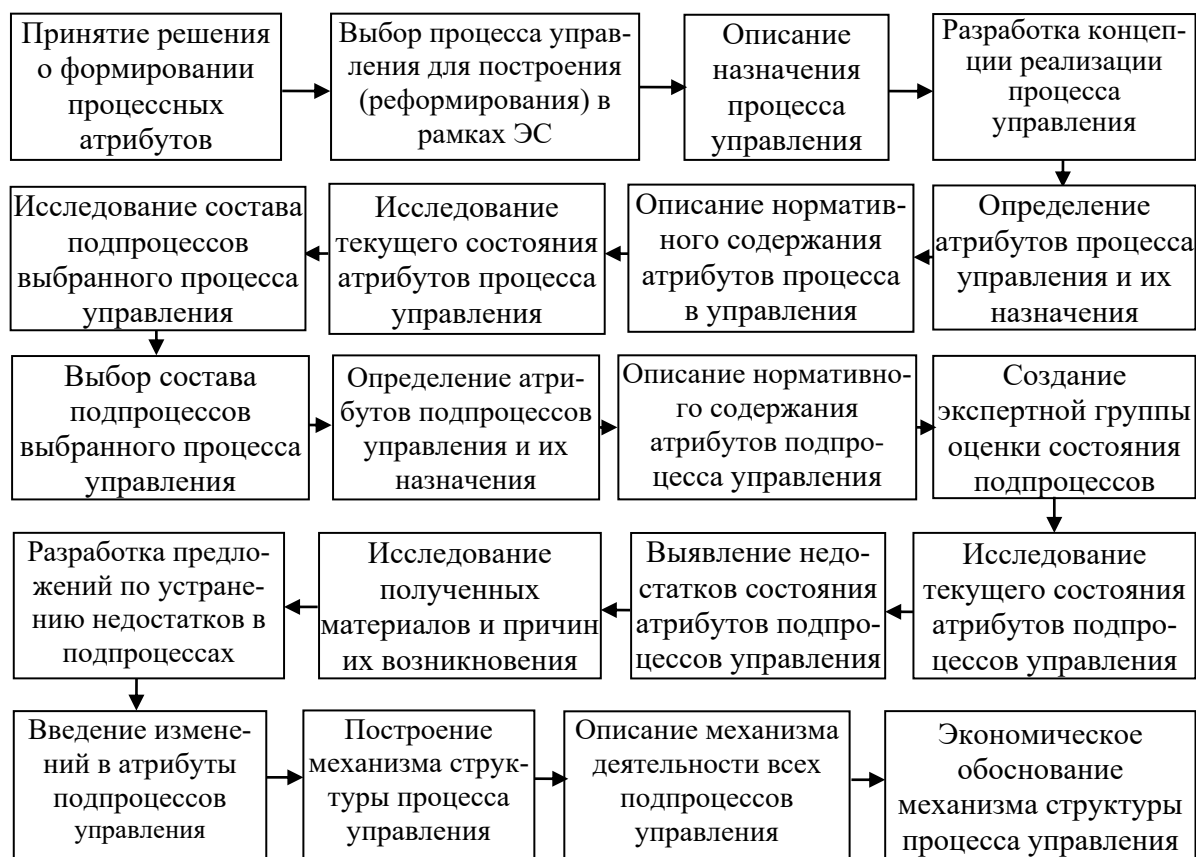 Принятие решения
о формировании
процессных
атрибутов
Выбор процесса управ-
ления для построения
(реформирования) в
рамках ЭС
Описание
назначения
процесса
управления
Разработка концеп-
ции реализации
процесса
управления
Исследование состава
подпроцессов
выбранного процесса
управления
Исследование
текущего состояния
атрибутов процесса
управления
Описание норматив-
ного содержания
атрибутов процесса
в управления
Определение
атрибутов процесса
управления и их
назначения
Выбор состава
подпроцессов
выбранного процесса
управления
Определение атри-
бутов подпроцессов
управления и их
назначения
Описание нормативно-
го содержания
атрибутов подпро-
цесса управления
Создание
экспертной группы
оценки состояния
подпроцессов
Разработка предло-
жений по устране-
нию недостатков в
подпроцессах
Исследование
полученных
материалов и причин
их возникновения
Выявление недо-
статков состояния
атрибутов подпро-
цессов управления
Исследование
текущего состояния
атрибутов подпро-
цессов управления
Введение измене-
ний в атрибуты
подпроцессов
управления
Построение
механизма струк-
туры процесса
управления
Описание механизма
деятельности всех
подпроцессов
управления
Экономическое
обоснование
механизма структуры
процесса управления